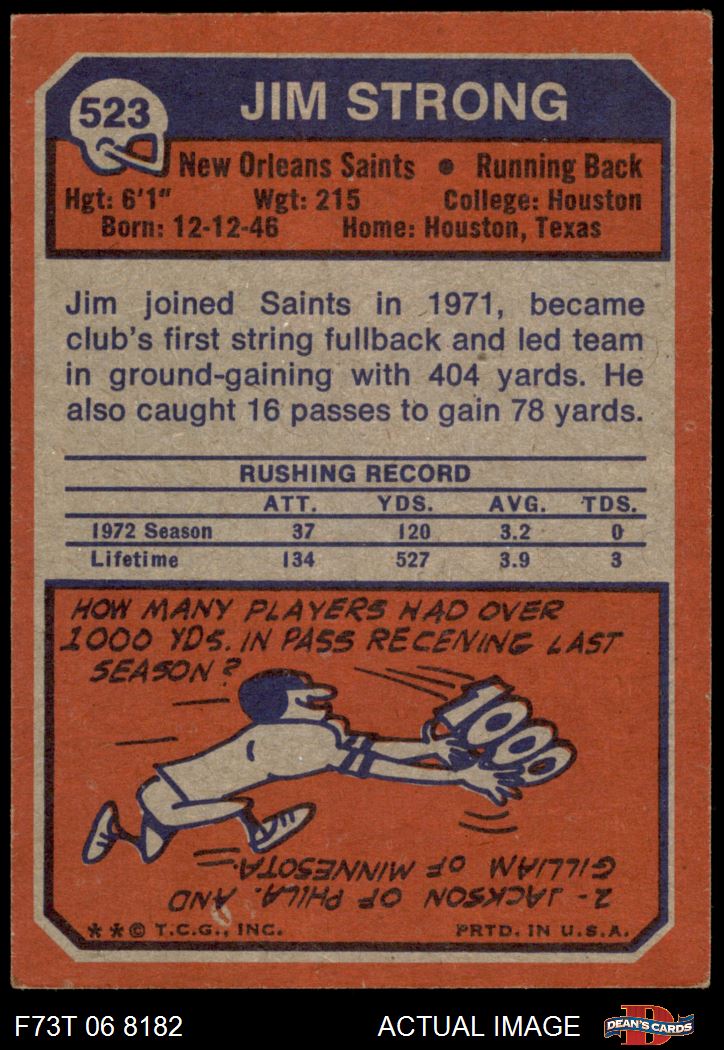 523
JIM STRONG
New Orleans Saints • Running Back
Hgt: 6'1" Wgt: 215 College: Houston
Born: 12-12-46 Home: Houston, Texas
Jim joined Saints in 1971, became
club's first string fullback and led team
in ground-gaining with 404 yards. He
also caught 16 passes to gain 78 yards.
RUSHING RECORD
ATT. YDS. AVG. TDS.
1972 Season 37 120 3.2 0
Lifetime 134 527 3.9 3
HOW MANY PLAYERS HAD OVER
1000 YDS. IN PASS RECEIVING LAST
SEASON?
1000
2 - JACKSON OF PHILA. AND
GILLIAM OF MINNESOTA.
**© T.C.G., INC. PRTD. IN U.S.A.
F73T 06 8182 ACTUAL IMAGE D DEAN'S CARDS